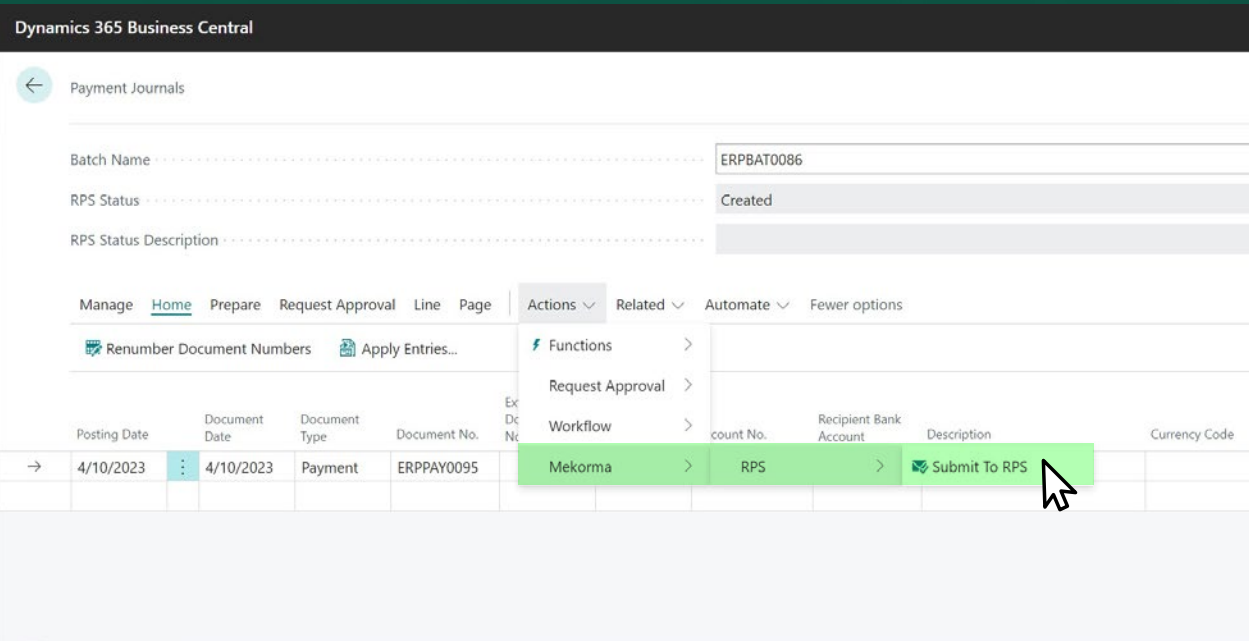 Dynamics 365 Business Central
Payment Journals
Batch Name
ERPBAT0086
RPS Status
Created
RPS Status Description
Manage Home Prepare Request Approval Line Page Actions Related Automate Fewer options
Renumber Document Numbers Apply Entries...
Functions
Request Approval
Workflow
Mekorma RPS Submit To RPS
Posting Date
Document Date
Document Type
Document No.
count No.
Recipient Bank Account
Description
Currency Code
4/10/2023 4/10/2023 Payment ERPPAY0095